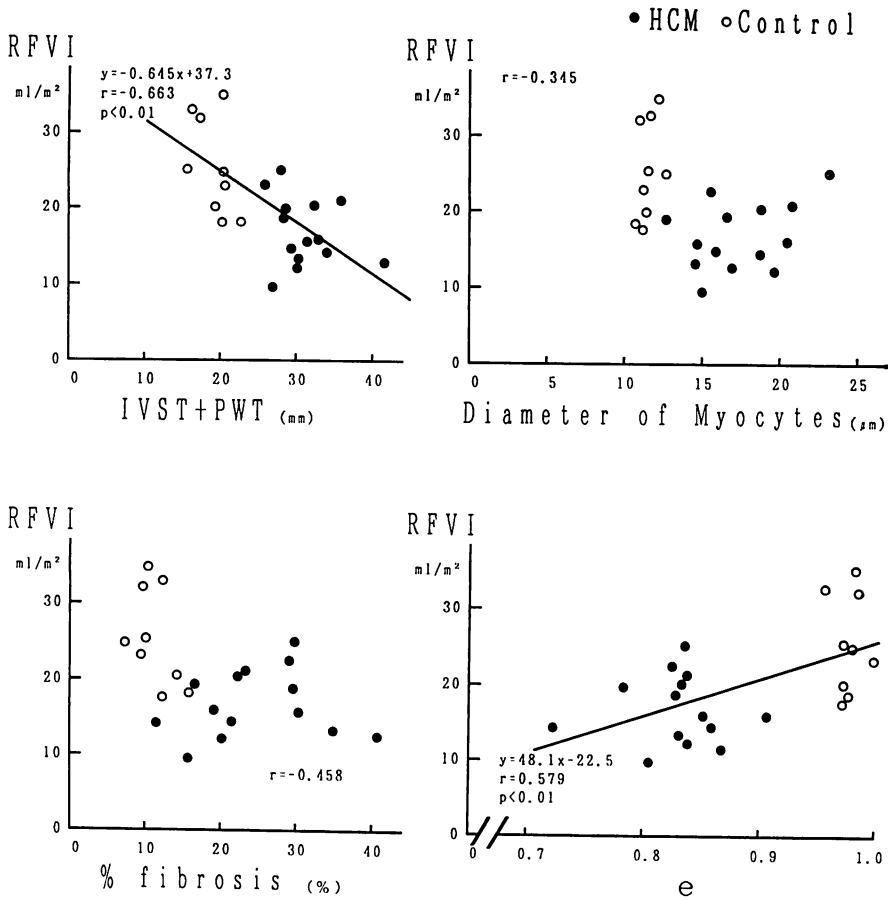 ● HCM ○ Control
RFVI
ml/m²
y=-0.645x+37.3
r=-0.663
p<0.01
30
20
10
0
0 10 20 30 40
IVST+PWT (mm)
RFVI
ml/m²
r=-0.345
30
20
10
0
0 5 10 15 20 25
Diameter of Myocytes (μm)
RFVI
ml/m²
30
20
10
0
r=-0.458
0 10 20 30 40
% fibrosis (%)
RFVI
ml/m²
30
20
10
0
y=48.1x-22.5
r=0.579
p<0.01
0 0.7 0.8 0.9 1.0
e